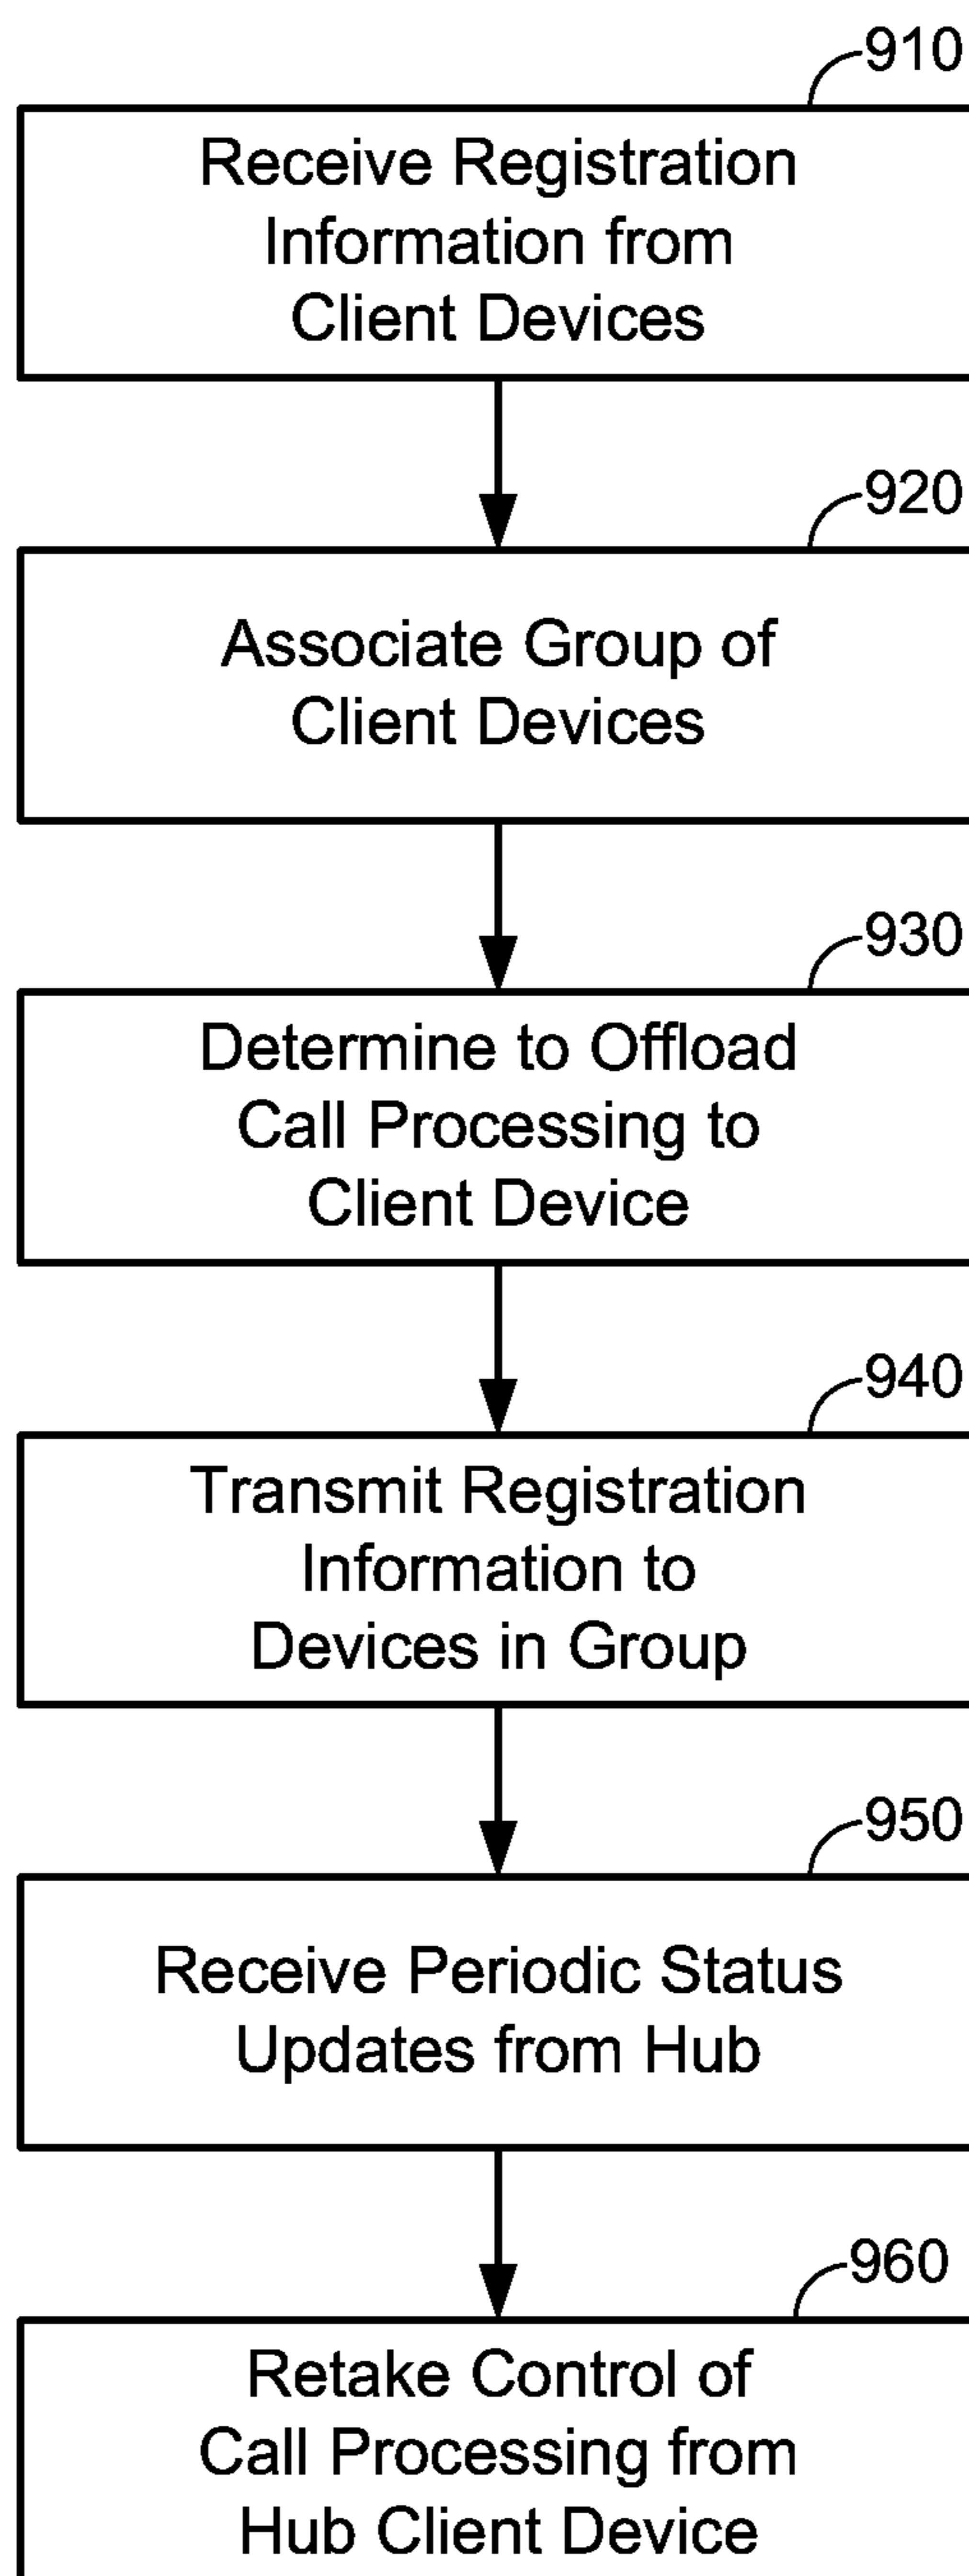 910
Receive Registration
Information from
Client Devices
920
Associate Group of
Client Devices
930
Determine to Offload
Call Processing to
Client Device
940
Transmit Registration
Information to
Devices in Group
950
Receive Periodic Status
Updates from Hub
960
Retake Control of
Call Processing from
Hub Client Device